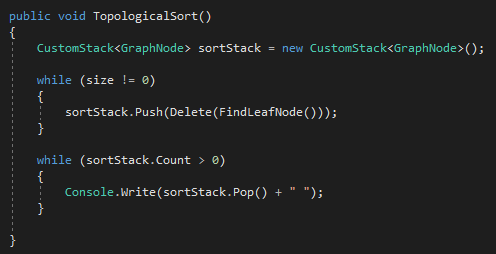 public void TopologicalSort()
{
CustomStack<GraphNode> sortStack = new CustomStack<GraphNode>();
while (size != 0)
{
sortStack.Push(Delete(FindLeafNode()));
}
while (sortStack.Count > 0)
{
Console.Write(sortStack.Pop() + " ");
}
}